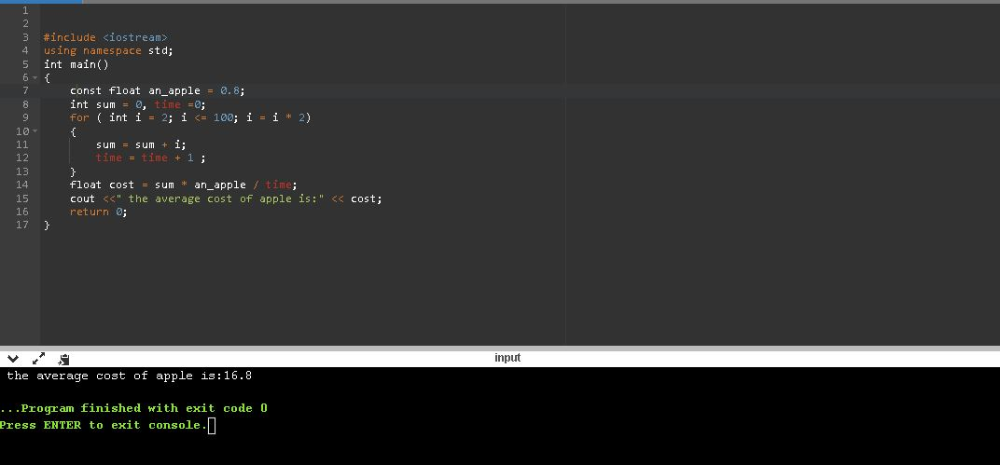 1
2
3 #include <iostream>
4 using namespace std;
5 int main()
6 {
7 const float an_apple = 0.8;
8 int sum = 0, time =0;
9 for ( int i = 2; i <= 100; i = i * 2)
10 {
11 sum = sum + i;
12 time = time + 1 ;
13 }
14 float cost = sum * an_apple / time;
15 cout <<" the average cost of apple is:" << cost;
16 return 0;
17 }
input
the average cost of apple is:16.8
...Program finished with exit code 0
Press ENTER to exit console.